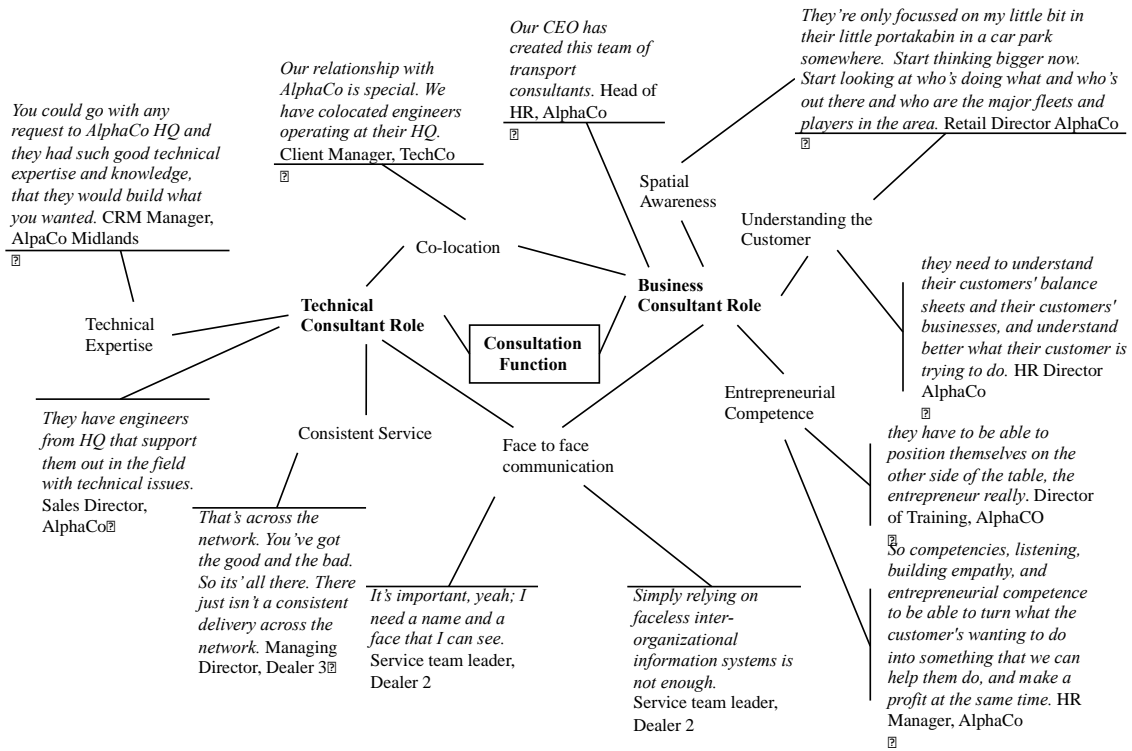 They're only focussed on my little bit in
their little portakabin in a car park
somewhere. Start thinking bigger now.
Start looking at who's doing what and who's
out there and who are the major fleets and
players in the area. Retail Director AlphaCo
Our CEO has
created this team of
transport
consultants. Head of
HR, AlphaCo
Our relationship with
AlphaCo is special. We
have colocated engineers
operating at their HQ.
Client Manager, TechCo
You could go with any
request to AlphaCo HQ and
they had such good technical
expertise and knowledge,
that they would build what
you wanted. CRM Manager,
AlpaCo Midlands
Spatial
Awareness
Understanding the
Customer
Co-location
Business
Consultant Role
Technical
Consultant Role
Consultation
Function
Technical
Expertise
they need to understand
their customers' balance
sheets and their customers'
businesses, and understand
better what their customer is
trying to do. HR Director
AlphaCo
Entrepreneurial
Competence
They have engineers
from HQ that support
them out in the field
with technical issues.
Sales Director,
AlphaCo
Consistent Service
Face to face
communication
they have to be able to
position themselves on the
other side of the table, the
entrepreneur really. Director
of Training, AlphaCO
That's across the
network. You've got
the good and the bad.
So its' all there. There
just isn't a consistent
delivery across the
network. Managing
Director, Dealer 3
It's important, yeah; I
need a name and a
face that I can see.
Service team leader,
Dealer 2
Simply relying on
faceless inter-
organizational
information systems is
not enough.
Service team leader,
Dealer 2
So competencies, listening,
building empathy, and
entrepreneurial competence
to be able to turn what the
customer's wanting to do
into something that we can
help them do, and make a
profit at the same time. HR
Manager, AlphaCo